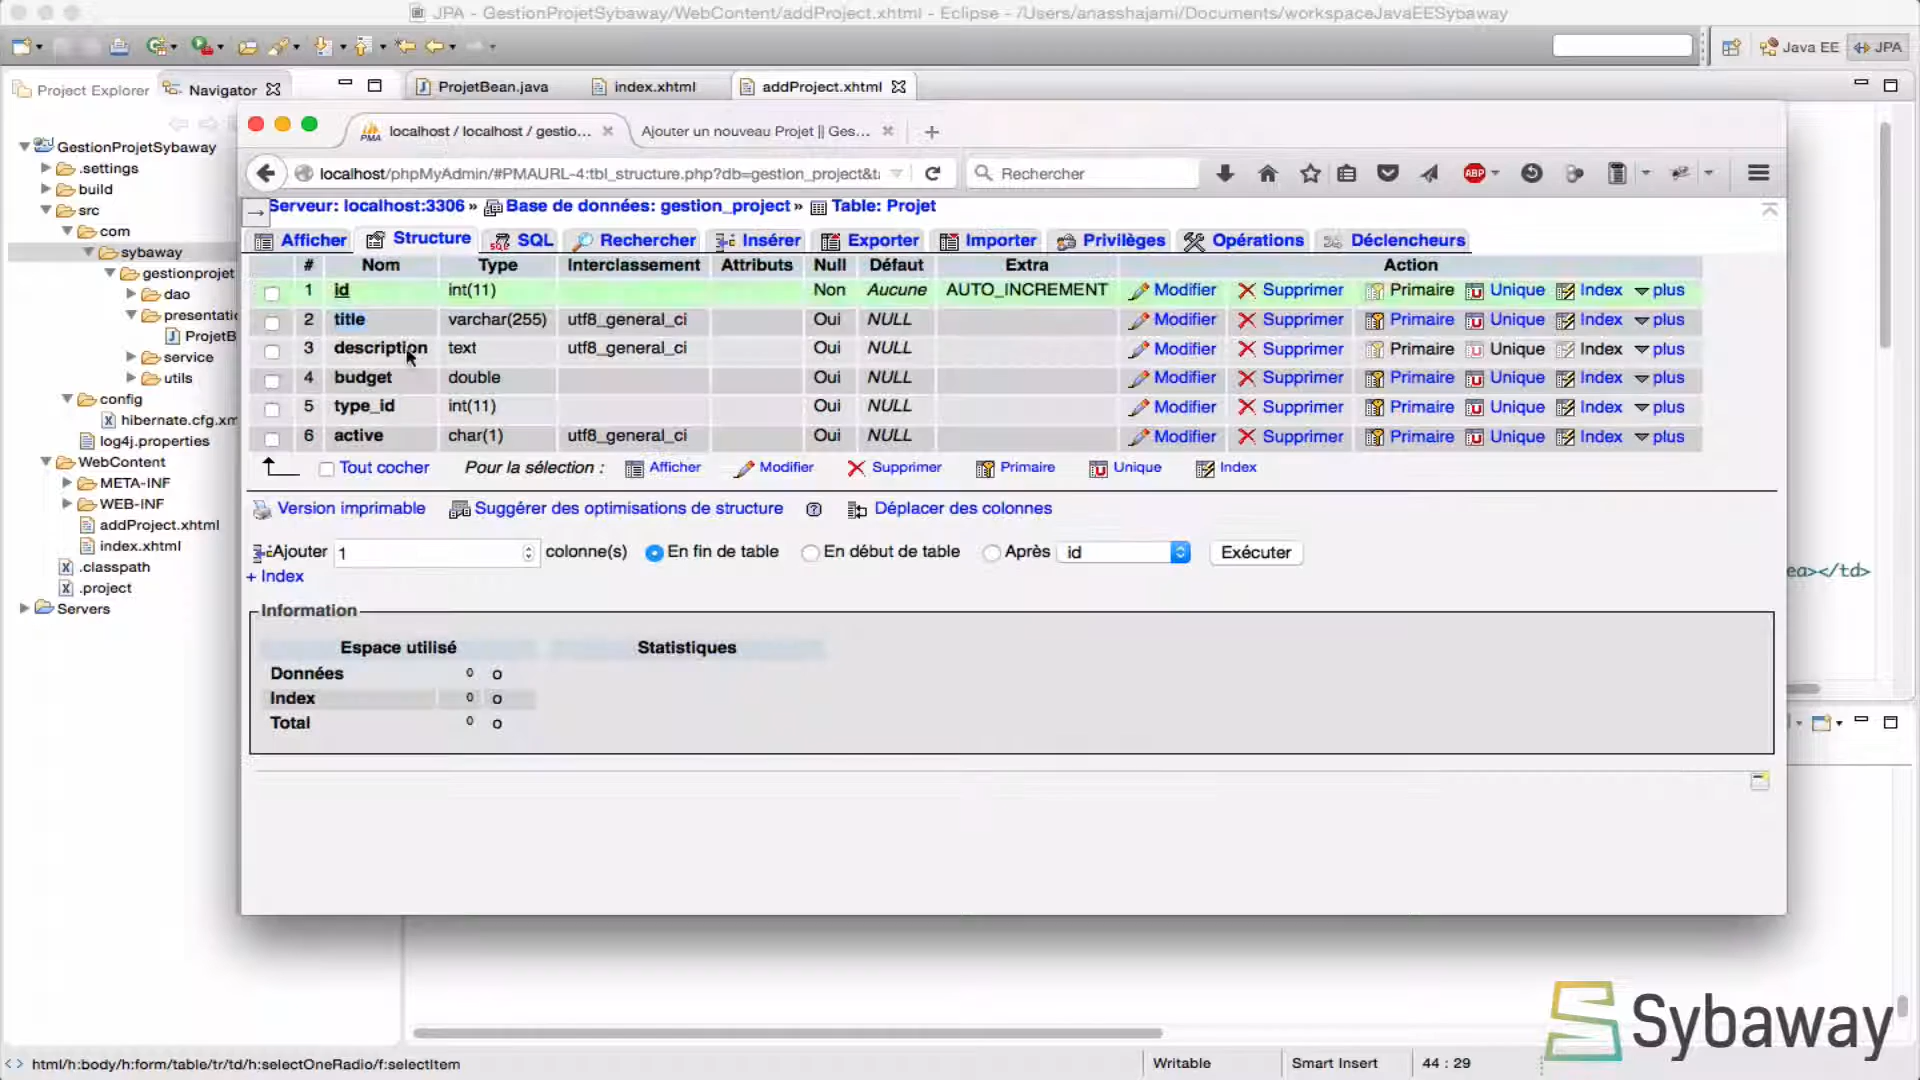 JPA - GestionProjetSybaway/WebContent/addProject.xhtml - Eclipse - /Users/anasshajami/Documents/workspaceJavaEESybaway
Java EE JPA
Project Explorer Navigator ProjetBean.java index.xhtml addProject.xhtml
GestionProjetSybaway
.settings
build
src
com
sybaway
gestionprojet
dao
presentatio
ProjetB
service
utils
config
hibernate.cfg.xm
log4j.properties
WebContent
META-INF
WEB-INF
addProject.xhtml
index.xhtml
.classpath
.project
Servers
PMA localhost / localhost / gestio... Ajouter un nouveau Projet || Ges...
localhost/phpMyAdmin/#PMAURL-4:tbl_structure.php?db=gestion_project&t Rechercher ABP
Serveur: localhost:3306 » Base de données: gestion_project » Table: Projet
Afficher Structure SQL Rechercher Insérer Exporter Importer Privilèges Opérations Déclencheurs
# Nom Type Interclassement Attributs Null Défaut Extra Action
1 id int(11) Non Aucune AUTO_INCREMENT Modifier Supprimer Primaire Unique Index plus
2 title varchar(255) utf8_general_ci Oui NULL Modifier Supprimer Primaire Unique Index plus
3 description text utf8_general_ci Oui NULL Modifier Supprimer Primaire Unique Index plus
4 budget double Oui NULL Modifier Supprimer Primaire Unique Index plus
5 type_id int(11) Oui NULL Modifier Supprimer Primaire Unique Index plus
6 active char(1) utf8_general_ci Oui NULL Modifier Supprimer Primaire Unique Index plus
Tout cocher Pour la sélection : Afficher Modifier Supprimer Primaire Unique Index
Version imprimable Suggérer des optimisations de structure Déplacer des colonnes
Ajouter 1 colonne(s) En fin de table En début de table Après id Exécuter
+ Index
Information
Espace utilisé Statistiques
Données 0 o
Index 0 o
Total 0 o
ea></td>
Sybaway
html/h:body/h:form/table/tr/td/h:selectOneRadio/f:selectItem Writable Smart Insert 44 : 29